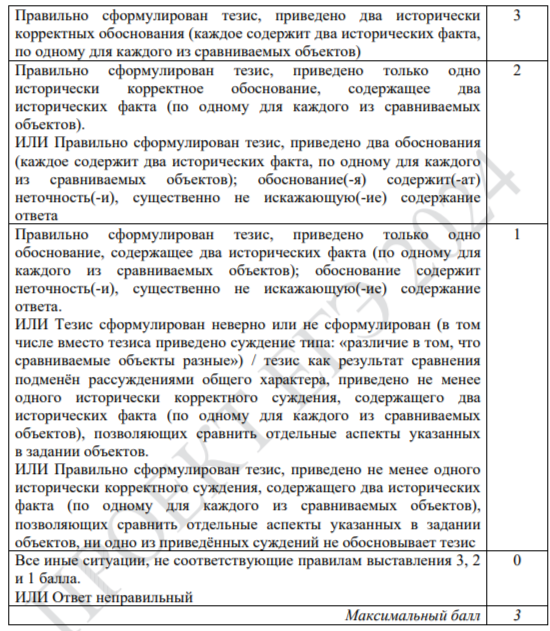 Правильно сформулирован тезис, приведено два исторически 3
корректных обоснования (каждое содержит два исторических факта,
по одному для каждого из сравниваемых объектов)
Правильно сформулирован тезис, приведено только одно 2
исторически корректное обоснование, содержащее два
исторических факта (по одному для каждого из сравниваемых
объектов).
ИЛИ Правильно сформулирован тезис, приведено два обоснования
(каждое содержит два исторических факта, по одному для каждого
из сравниваемых объектов); обоснование(-я) содержит(-ат)
неточность(-и), существенно не искажающую(-ие) содержание
ответа
Правильно сформулирован тезис, приведено только одно 1
обоснование, содержащее два исторических факта (по одному для
каждого из сравниваемых объектов); обоснование содержит
неточность(-и), существенно не искажающую(-ие) содержание
ответа.
ИЛИ Тезис сформулирован неверно или не сформулирован (в том
числе вместо тезиса приведено суждение типа: «различие в том, что
сравниваемые объекты разные») / тезис как результат сравнения
подменён рассуждениями общего характера, приведено не менее
одного исторически корректного суждения, содержащего два
исторических факта (по одному для каждого из сравниваемых
объектов), позволяющих сравнить отдельные аспекты указанных
в задании объектов.
ИЛИ Правильно сформулирован тезис, приведено не менее одного
исторически корректного суждения, содержащего два исторических
факта (по одному для каждого из сравниваемых объектов),
позволяющих сравнить отдельные аспекты указанных в задании
объектов, ни одно из приведённых суждений не обосновывает тезис
Все иные ситуации, не соответствующие правилам выставления 3, 2 0
и 1 балла.
ИЛИ Ответ неправильный
Максимальный балл 3
ПРОЕКТ ЕГЭ 2024